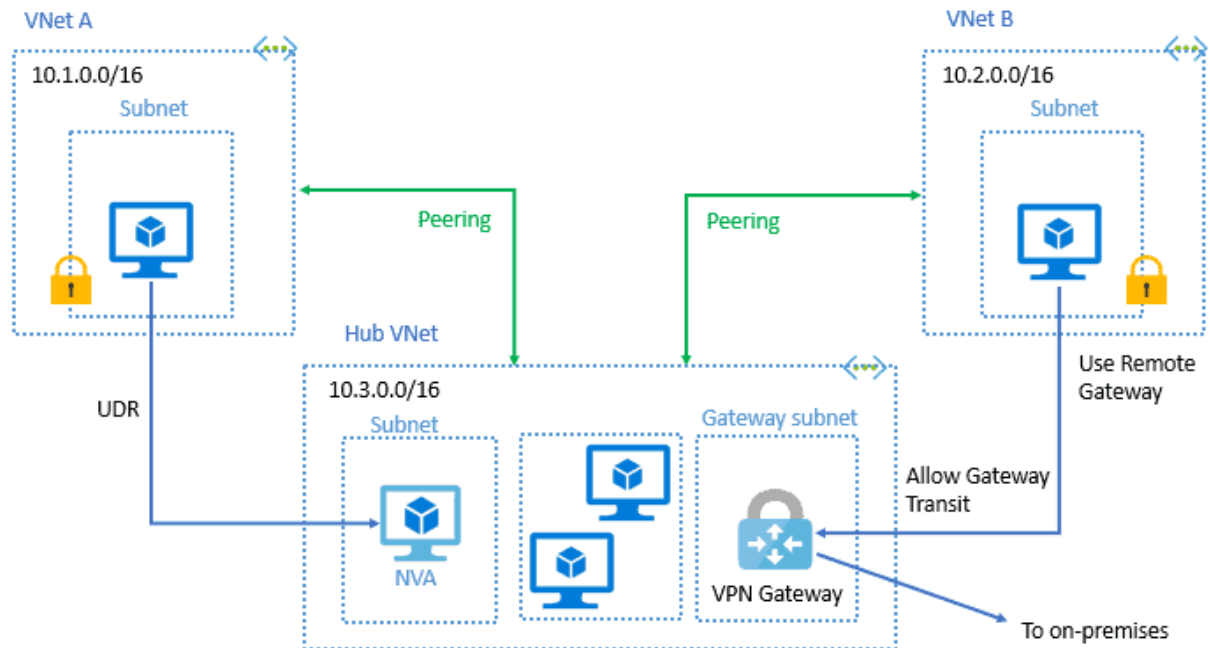 VNet A
10.1.0.0/16
Subnet
VNet B
10.2.0.0/16
Subnet
Peering
Peering
UDR
Use Remote
Gateway
Hub VNet
10.3.0.0/16
Subnet
NVA
Gateway subnet
VPN Gateway
Allow Gateway
Transit
To on-premises